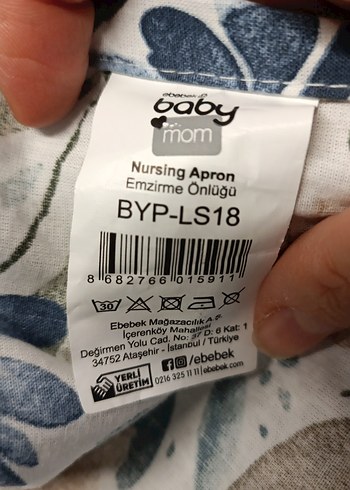 ebebek
baby
mom
Nursing Apron
Emzirme Önlüğü
BYP-LS18
8 682766 015911
30
Ebebek Mağazacılık A.Ş.
İçerenköy Mahallesi
Değirmen Yolu Cad. No: 37 D: 6 Kat: 1
34752 Ataşehir - İstanbul / Türkiye
/ebebek
YERLİ
ÜRETİM
0216 325 11 11 | ebebek.com